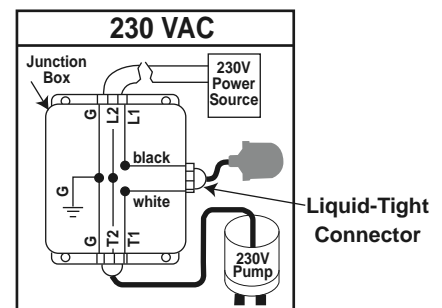 230 VAC
Junction
Box
230V
Power
Source
G
L2
L1
black
G
white
G
T2
T1
Liquid-Tight
Connector
230V
Pump